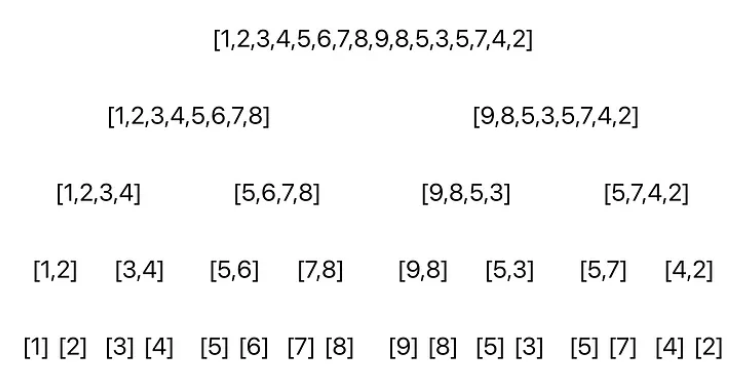 [1,2,3,4,5,6,7,8,9,8,5,3,5,7,4,2]
[1,2,3,4,5,6,7,8] [9,8,5,3,5,7,4,2]
[1,2,3,4] [5,6,7,8] [9,8,5,3] [5,7,4,2]
[1,2] [3,4] [5,6] [7,8] [9,8] [5,3] [5,7] [4,2]
[1] [2] [3] [4] [5] [6] [7] [8] [9] [8] [5] [3] [5] [7] [4] [2]